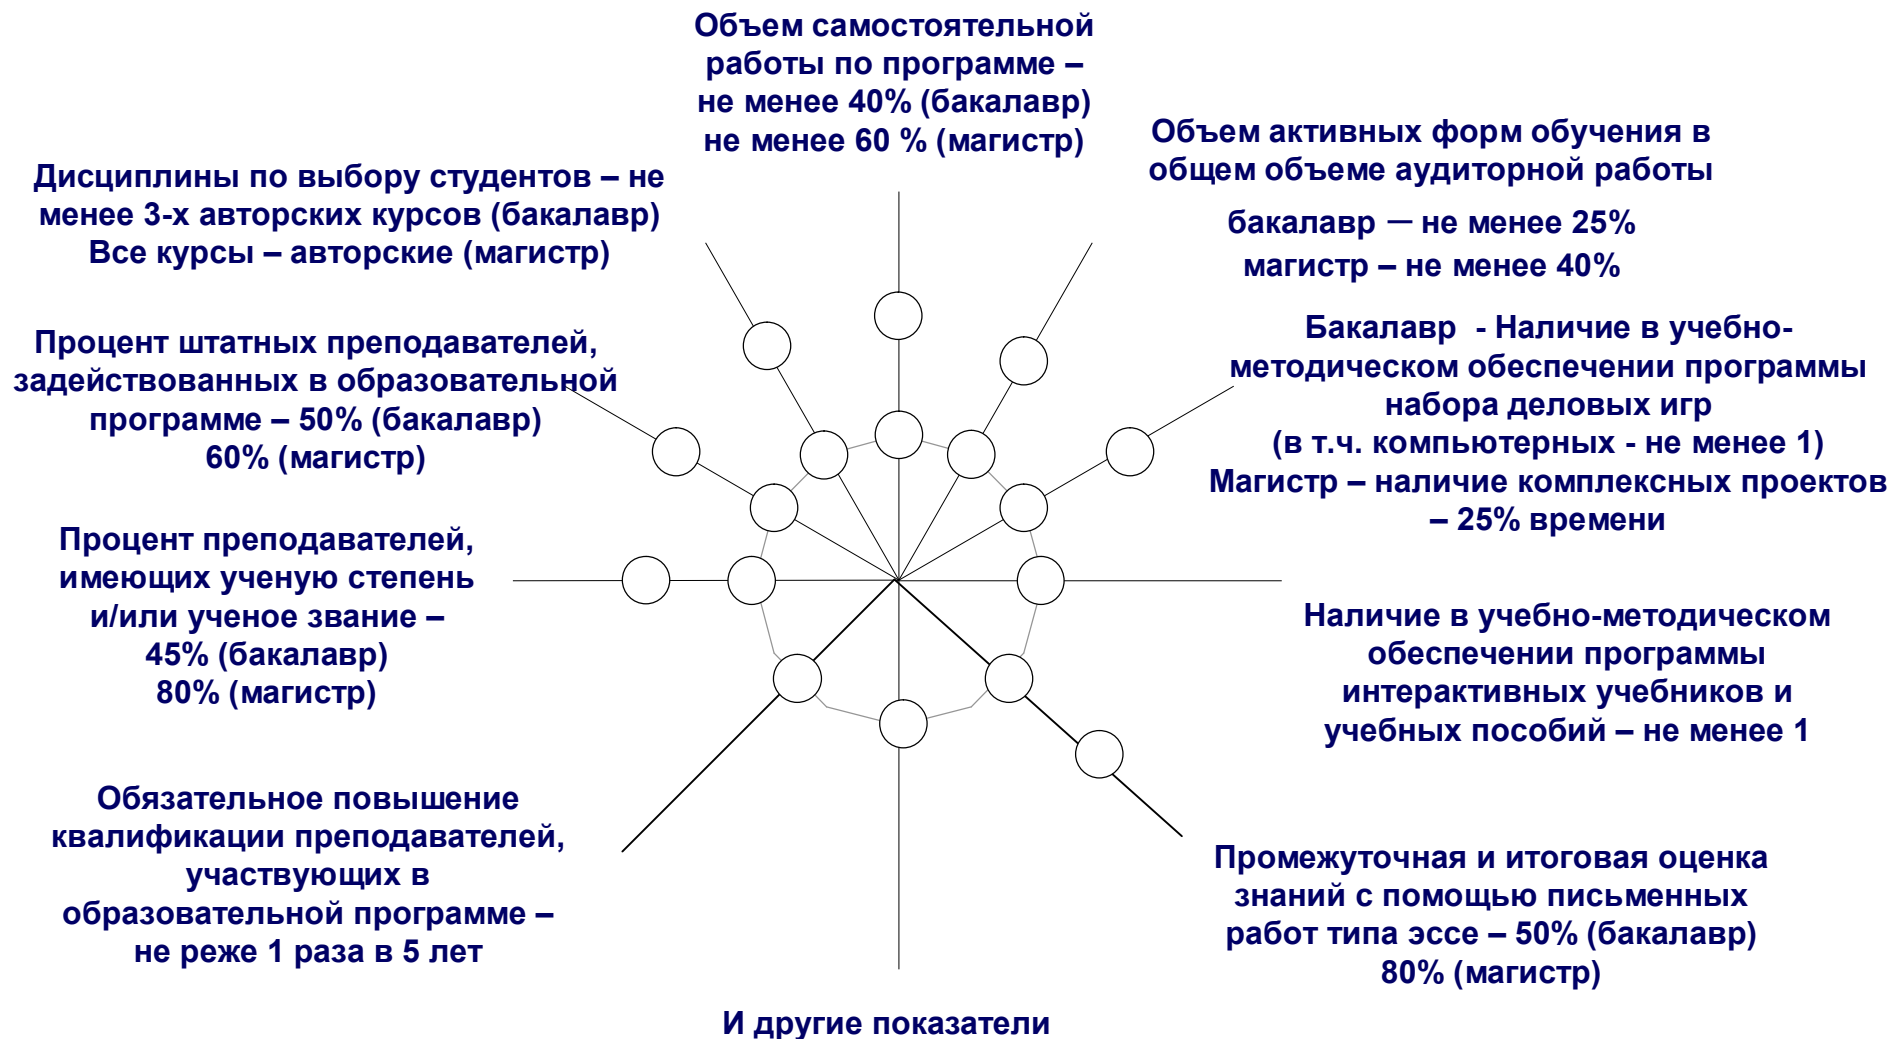 Объем самостоятельной
работы по программе –
не менее 40% (бакалавр)
не менее 60 % (магистр)
Объем активных форм обучения в
общем объеме аудиторной работы
бакалавр — не менее 25%
магистр – не менее 40%
Дисциплины по выбору студентов – не
менее 3-х авторских курсов (бакалавр)
Все курсы – авторские (магистр)
Бакалавр  - Наличие в учебно-
методическом обеспечении программы
набора деловых игр
(в т.ч. компьютерных - не менее 1)
Магистр – наличие комплексных проектов
– 25% времени
Процент штатных преподавателей,
задействованных в образовательной
программе – 50% (бакалавр)
60% (магистр)
Процент преподавателей,
имеющих ученую степень
и/или ученое звание –
45% (бакалавр)
80% (магистр)
Наличие в учебно-методическом
обеспечении программы
интерактивных учебников и
учебных пособий – не менее 1
Обязательное повышение
квалификации преподавателей,
участвующих в
образовательной программе –
не реже 1 раза в 5 лет
Промежуточная и итоговая оценка
знаний с помощью письменных
работ типа эссе – 50% (бакалавр)
80% (магистр)
И другие показатели